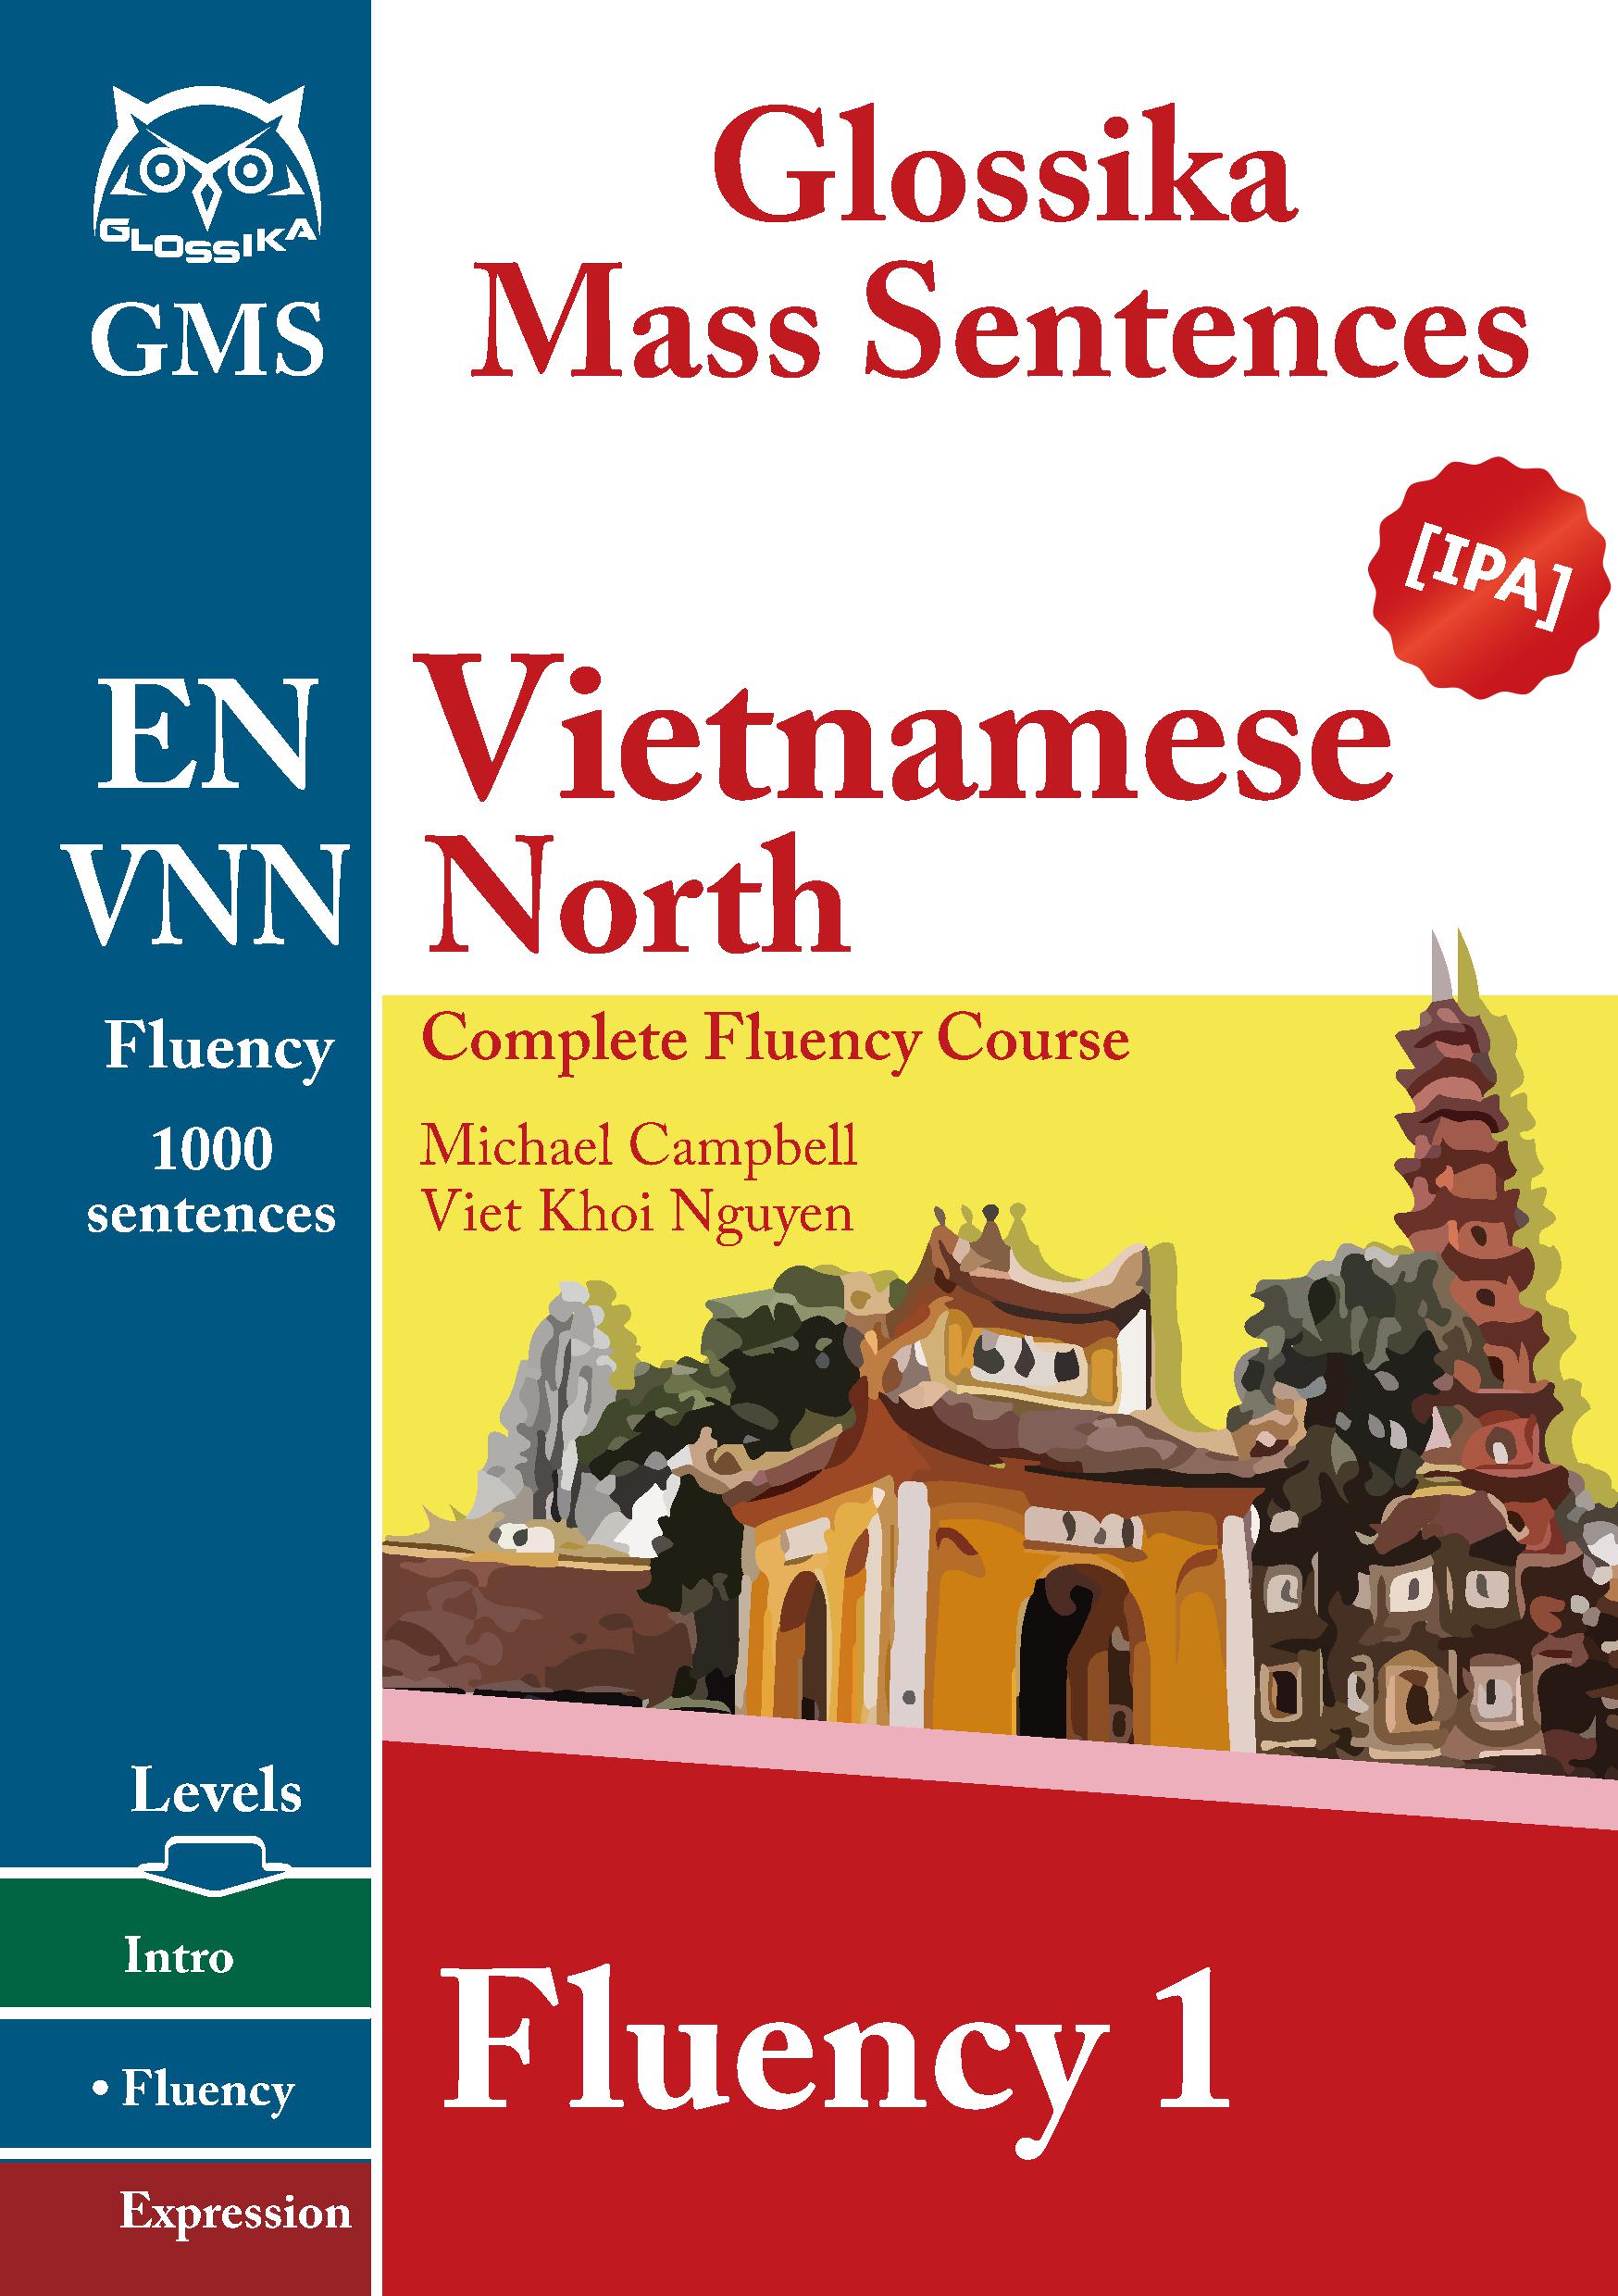 GLOSSIKA
GMS
EN
VNN
Fluency
1000
sentences
Levels
Intro
• Fluency
Expression
Glossika
Mass Sentences
[IPA]
Vietnamese
North
Complete Fluency Course
Michael Campbell
Viet Khoi Nguyen
Fluency 1